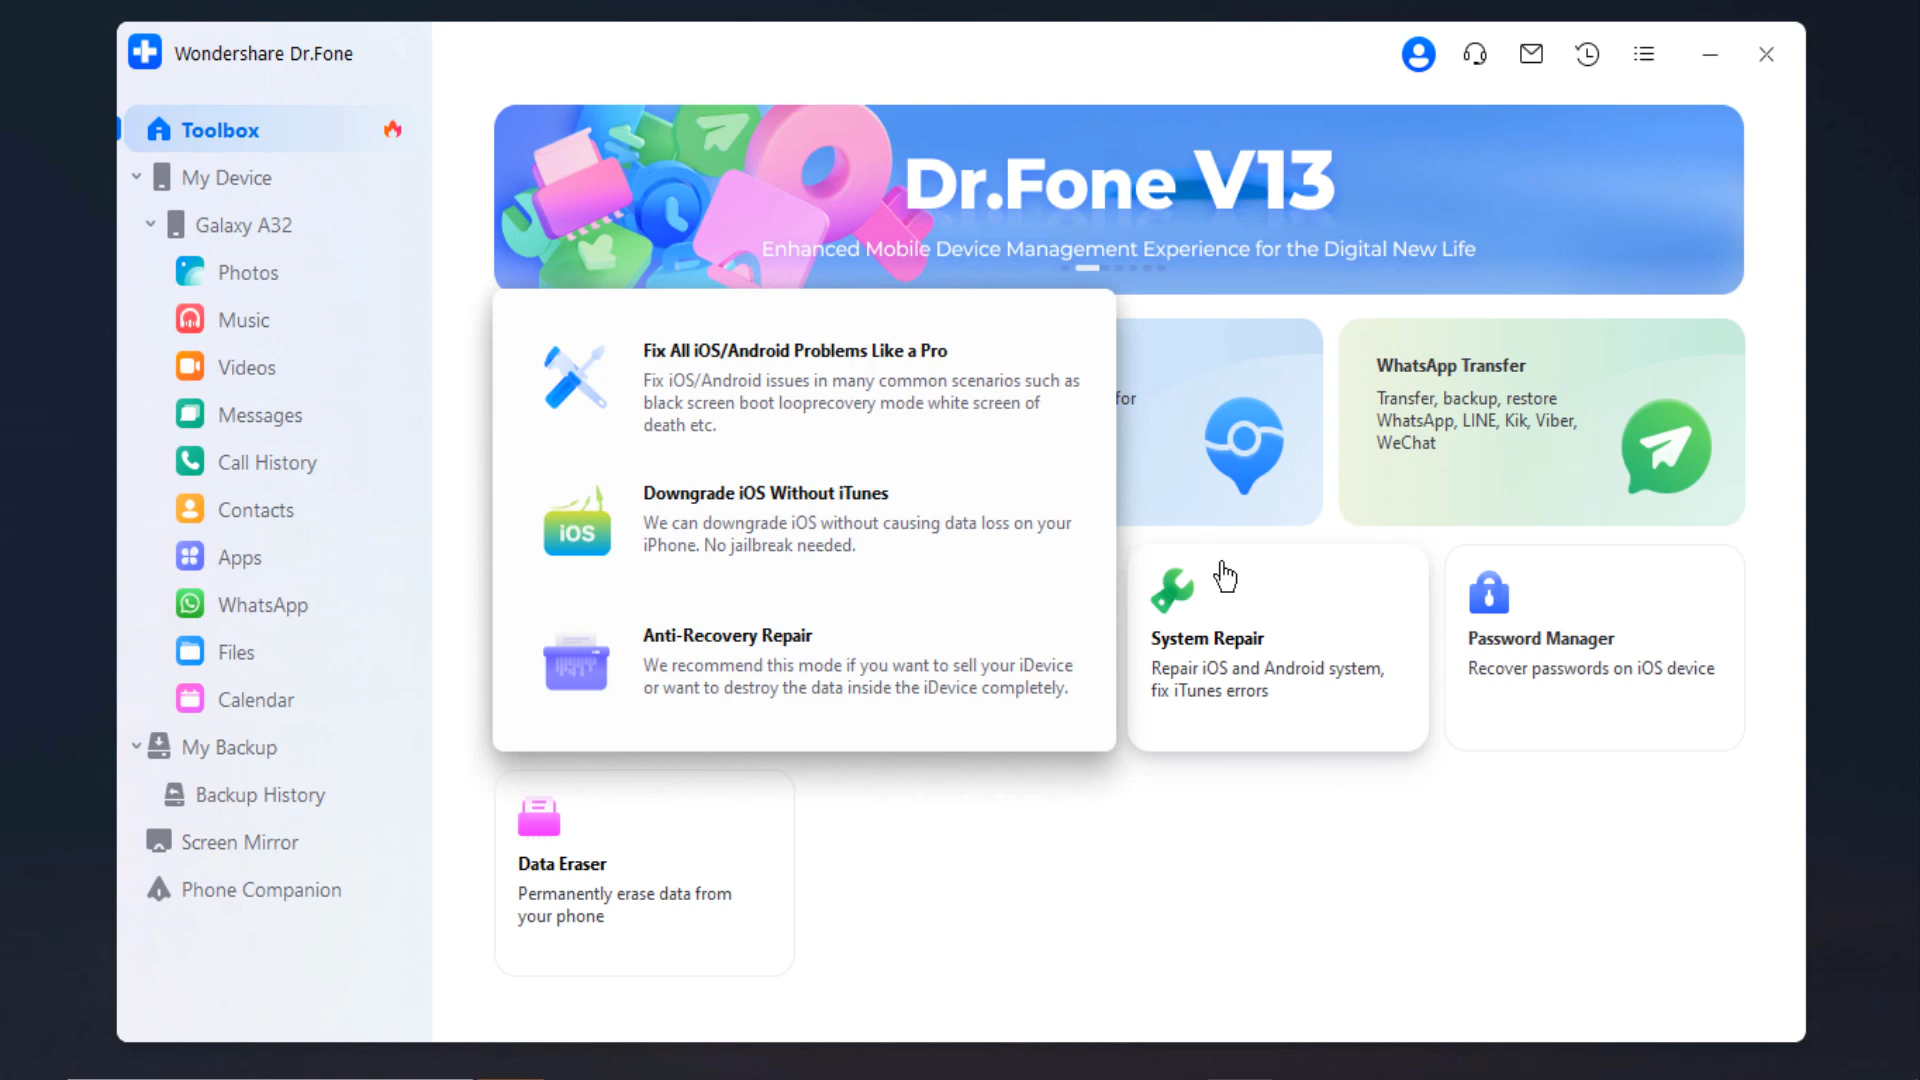 Wondershare Dr.Fone
Toolbox
My Device
Galaxy A32
Photos
Music
Videos
Messages
Call History
Contacts
Apps
WhatsApp
Files
Calendar
My Backup
Backup History
Screen Mirror
Phone Companion
Dr.Fone V13
Enhanced Mobile Device Management Experience for the Digital New Life
Fix All iOS/Android Problems Like a Pro
Fix iOS/Android issues in many common scenarios such as
black screen boot looprecovery mode white screen of
death etc.
iOS
Downgrade iOS Without iTunes
We can downgrade iOS without causing data loss on your
iPhone. No jailbreak needed.
Anti-Recovery Repair
We recommend this mode if you want to sell your iDevice
or want to destroy the data inside the iDevice completely.
for
WhatsApp Transfer
Transfer, backup, restore
WhatsApp, LINE, Kik, Viber,
WeChat
System Repair
Repair iOS and Android system,
fix iTunes errors
Password Manager
Recover passwords on iOS device
Data Eraser
Permanently erase data from
your phone